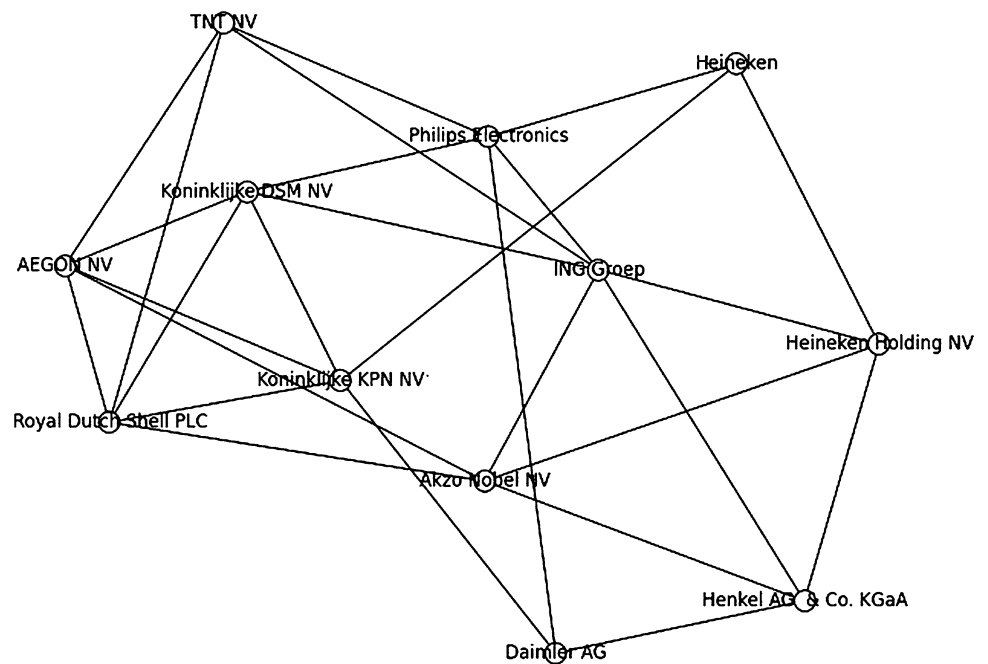 TNT NV
Heineken
Philips Electronics
Koninklijke DSM NV
AEGON NV
ING Groep
Heineken Holding NV
Koninklijke KPN NV
Royal Dutch Shell PLC
Akzo Nobel NV
Henkel AG & Co. KGaA
Daimler AG